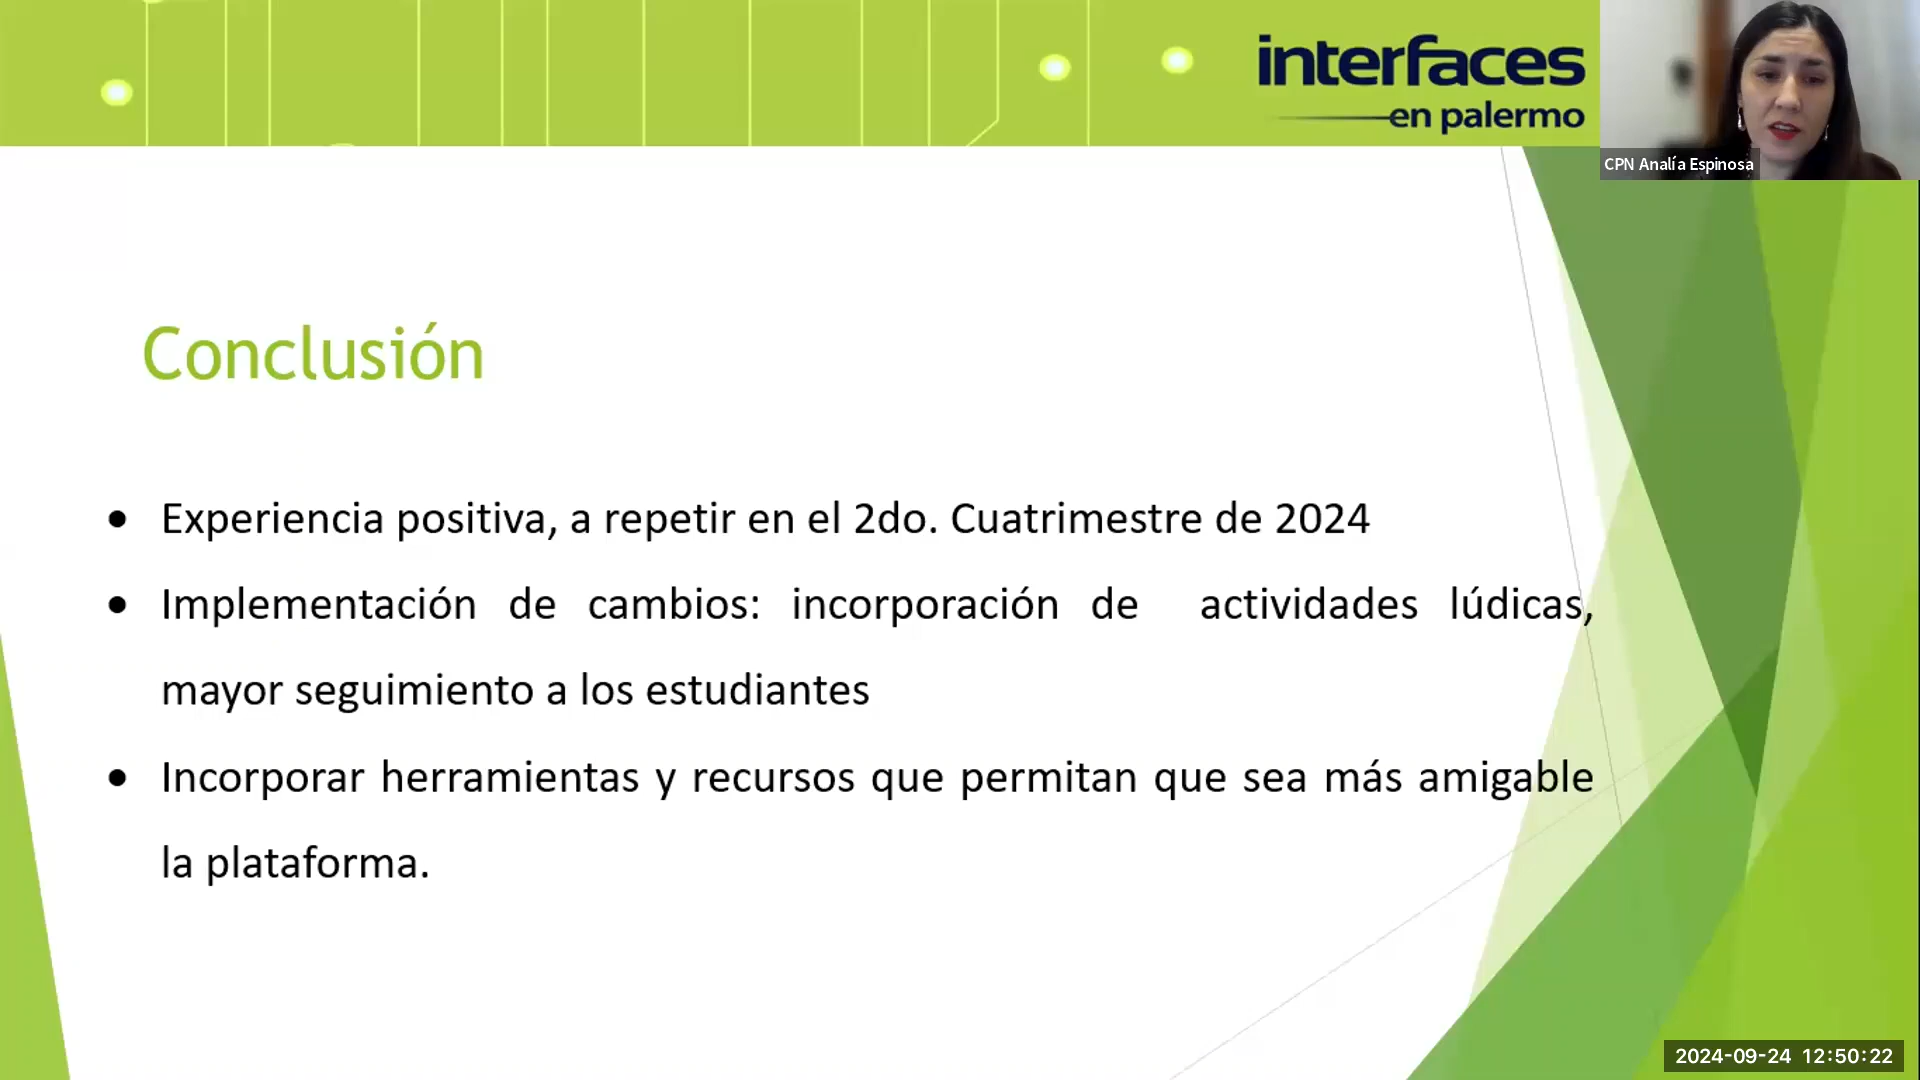 interfaces
en palermo
CPN Analía Espinosa
Conclusión
• Experiencia positiva, a repetir en el 2do. Cuatrimestre de 2024
• Implementación de cambios: incorporación de actividades lúdicas,
mayor seguimiento a los estudiantes
• Incorporar herramientas y recursos que permitan que sea más amigable
la plataforma.
2024-09-24 12:50:22